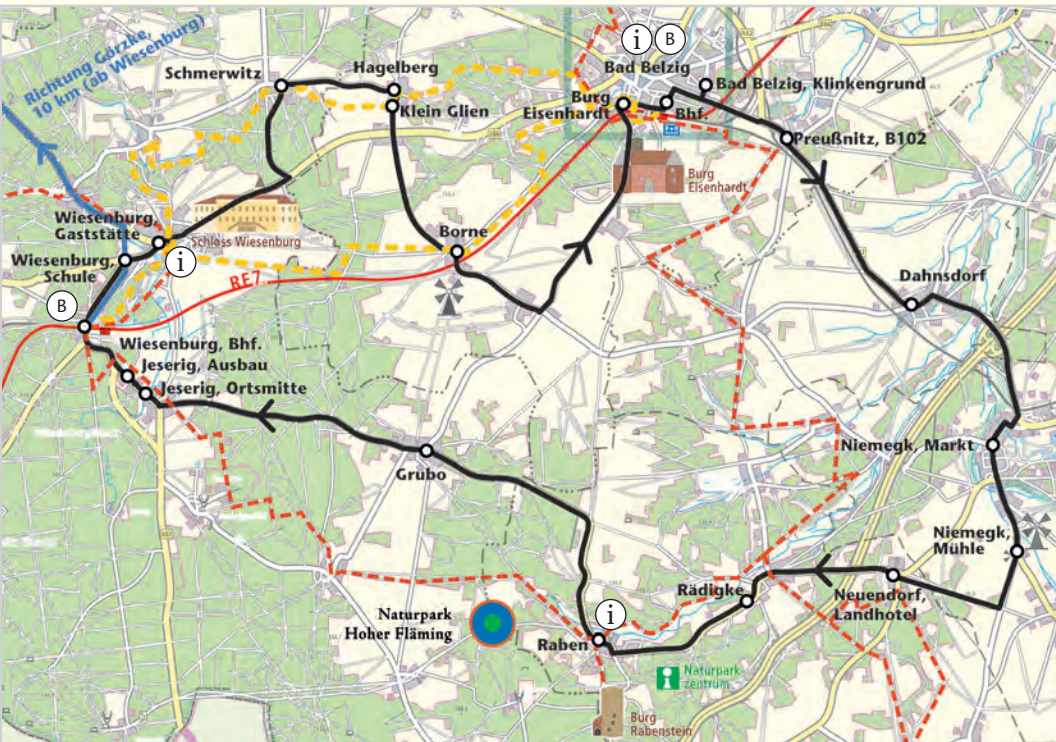 Richtung Görzke,
10 km (ab Wiesenburg)
i B
Bad Belzig
Schmerwitz
Hagelberg
Klein Glien
Burg
Eisenhardt
Bhf.
Bad Belzig, Klinkengrund
Preußnitz, B102
Burg
Eisenhardt
Wiesenburg,
Gaststätte
Schloss Wiesenburg
i
Wiesenburg,
Schule
Borne
RE7
Dahnsdorf
B
Wiesenburg, Bhf.
Jeserig, Ausbau
Jeserig, Ortsmitte
Grubo
Niemegk, Markt
Niemegk,
Mühle
Neuendorf,
Landhotel
Rädigke
Naturpark
Hoher Fläming
i
Raben
Naturpark
zentrum
Burg
Rabenstein